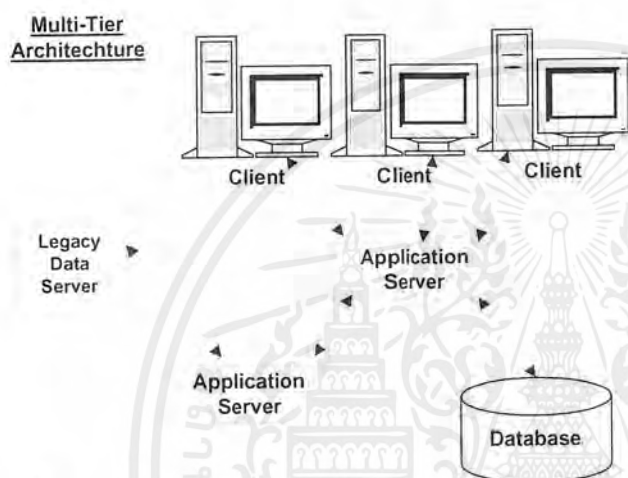 Multi-Tier
Architechture
Client
Client
Client
Legacy
Data
Server
Application
Server
Application
Server
Database